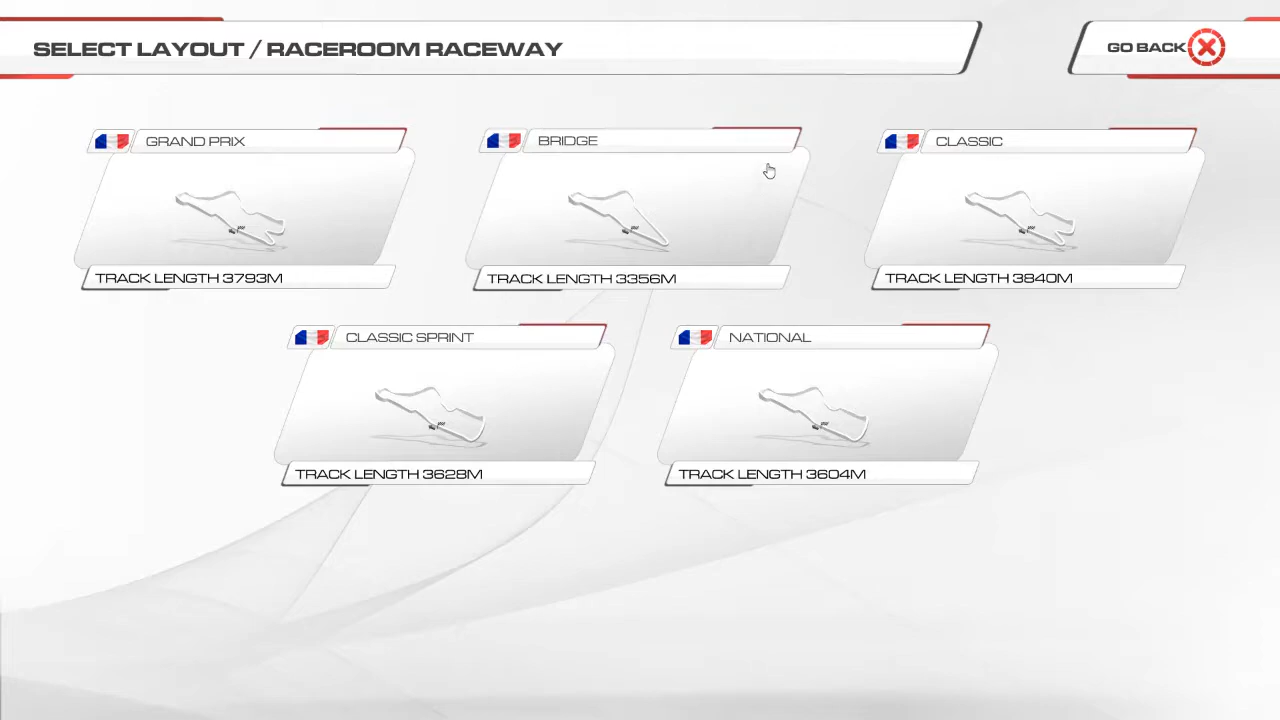 SELECT LAYOUT / RACEROOM RACEWAY
GO BACK
GRAND PRIX
BRIDGE
CLASSIC
TRACK LENGTH 3793M
TRACK LENGTH 3356M
TRACK LENGTH 3840M
CLASSIC SPRINT
NATIONAL
TRACK LENGTH 3628M
TRACK LENGTH 3604M